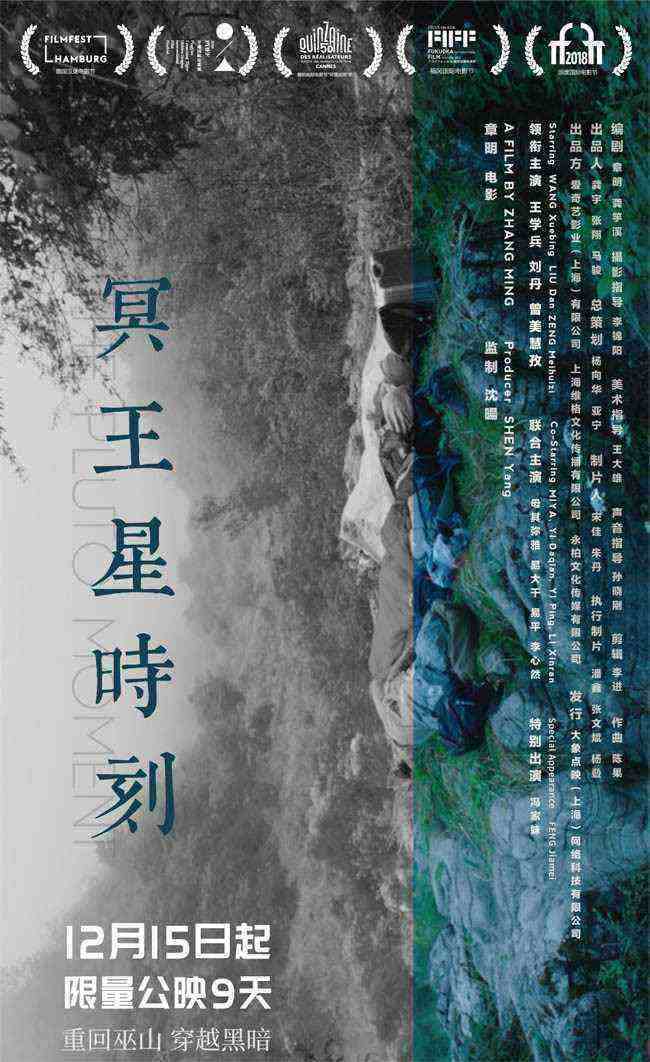 FILMFEST
HAMBURG
QUINZAINE
DES RÉALISATEURS
CANNES
FIFF
FUKUOKA
FILM
2018
编剧 章明 龚笋溪 摄影指导 李锦阳 美术指导 王大雄 声音指导 孙晓刚 剪辑 李进 作曲 陈果
出品人 龚宇 张翔 马骏 总策划 杨向华 亚宁 制片人 宋佳 朱丹 执行制片 潘鑫 张文斌 杨勐
出品方 爱奇艺影业(上海)有限公司 上海维格文化传播有限公司 永柏文化传媒有限公司 发行 大象点映(上海)网络科技有限公司
Starring WANG Xuebing LIU Dan ZENG Meihuizi Co-Starring MIYA, YI Daqian, YI Ping, LI Xinran Special Appearance FENG Jiamei
领衔主演 王学兵 刘丹 曾美慧孜 联合主演 母其弥雅 易大千 易平 李心然 特别出演 冯家妹
A FILM BY ZHANG MING Producer SHEN Yang
章明 电影 监制 沈暘
冥王星時刻
THE PLUTO MOMENT
12月15日起
限量公映9天
重回巫山 穿越黑暗